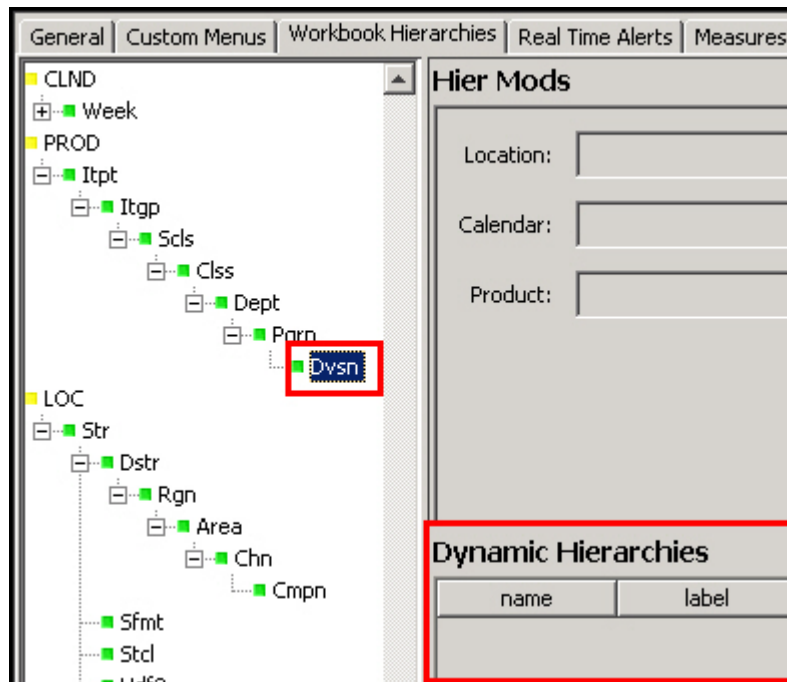 General Custom Menus Workbook Hierarchies Real Time Alerts Measures
CLND
Week
PROD
Itpt
Itgp
Scls
Clss
Dept
Pgrp
Dvsn
LOC
Str
Dstr
Rgn
Area
Chn
Cmpn
Sfmt
Stcl
Hier Mods
Location:
Calendar:
Product:
Dynamic Hierarchies
name label